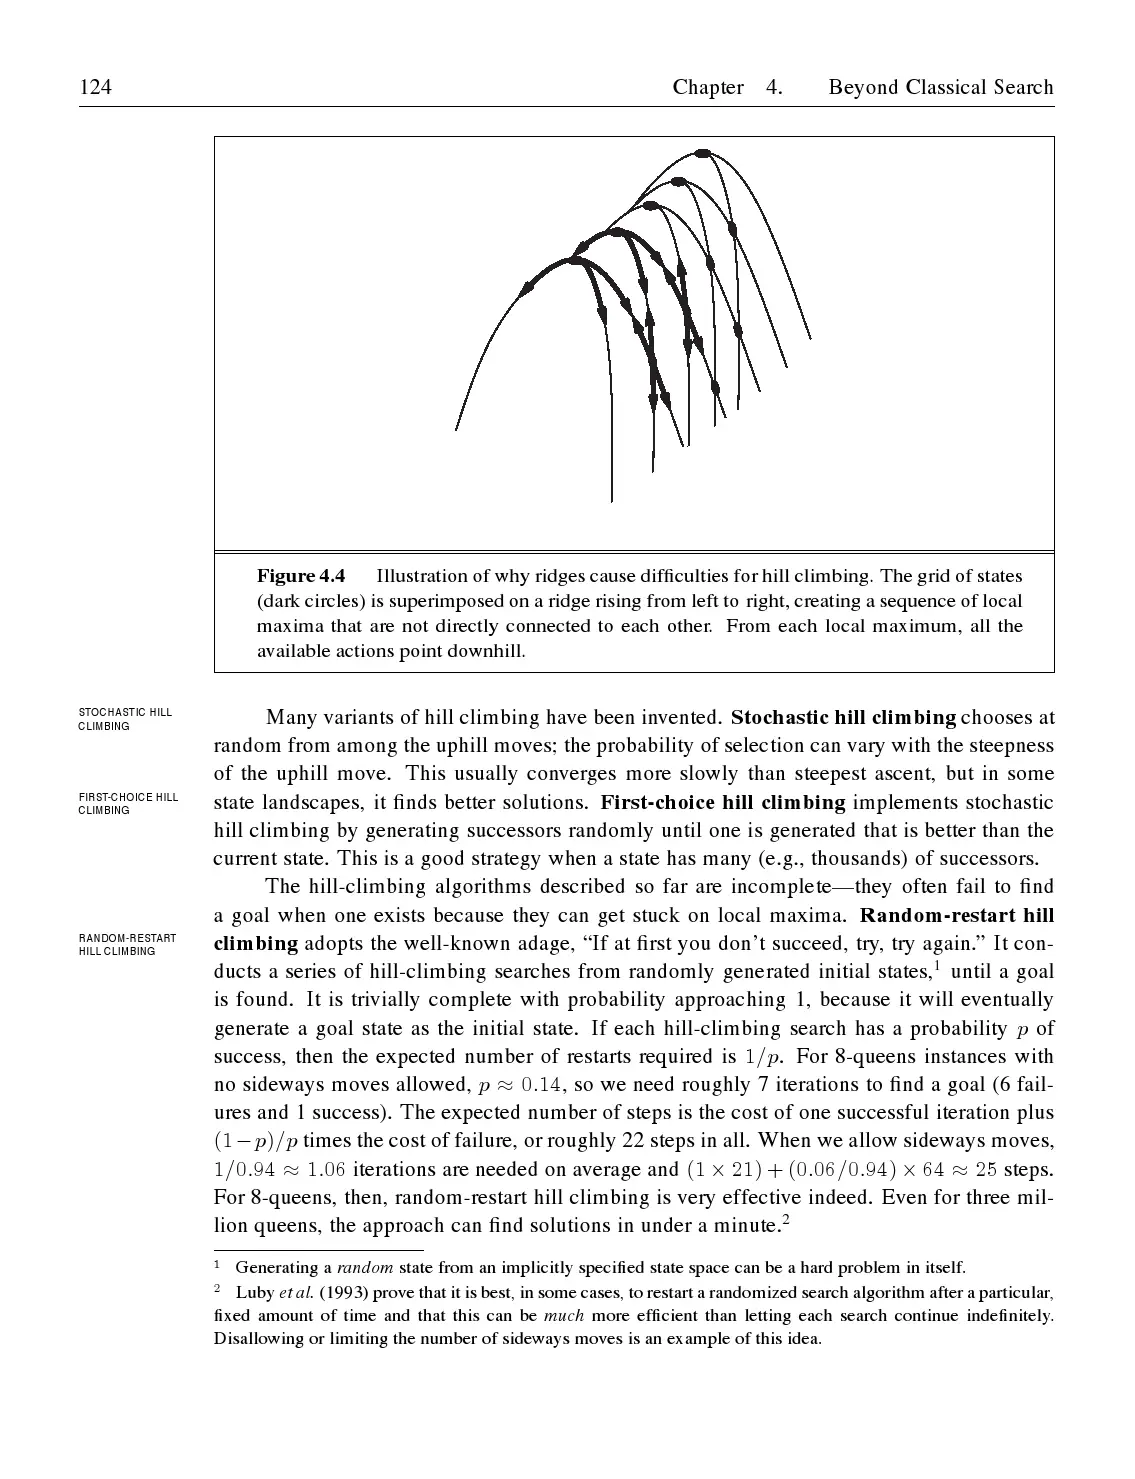 124 Chapter 4. Beyond Classical Search
Figure 4.4 Illustration of why ridges cause difficulties for hill climbing. The grid of states
(dark circles) is superimposed on a ridge rising from left to right, creating a sequence of local
maxima that are not directly connected to each other. From each local maximum, all the
available actions point downhill.
STOCHASTIC HILL
CLIMBING
Many variants of hill climbing have been invented. Stochastic hill climbing chooses at
random from among the uphill moves; the probability of selection can vary with the steepness
of the uphill move. This usually converges more slowly than steepest ascent, but in some
FIRST-CHOICE HILL
CLIMBING
state landscapes, it finds better solutions. First-choice hill climbing implements stochastic
hill climbing by generating successors randomly until one is generated that is better than the
current state. This is a good strategy when a state has many (e.g., thousands) of successors.
The hill-climbing algorithms described so far are incomplete—they often fail to find
a goal when one exists because they can get stuck on local maxima. Random-restart hill
RANDOM-RESTART
HILL CLIMBING
climbing adopts the well-known adage, “If at first you don’t succeed, try, try again.” It con-
ducts a series of hill-climbing searches from randomly generated initial states,¹ until a goal
is found. It is trivially complete with probability approaching 1, because it will eventually
generate a goal state as the initial state. If each hill-climbing search has a probability p of
success, then the expected number of restarts required is 1/p. For 8-queens instances with
no sideways moves allowed, p ≈ 0.14, so we need roughly 7 iterations to find a goal (6 fail-
ures and 1 success). The expected number of steps is the cost of one successful iteration plus
(1−p)/p times the cost of failure, or roughly 22 steps in all. When we allow sideways moves,
1/0.94 ≈ 1.06 iterations are needed on average and (1 × 21) + (0.06/0.94) × 64 ≈ 25 steps.
For 8-queens, then, random-restart hill climbing is very effective indeed. Even for three mil-
lion queens, the approach can find solutions in under a minute.²
¹ Generating a random state from an implicitly specified state space can be a hard problem in itself.
² Luby et al. (1993) prove that it is best, in some cases, to restart a randomized search algorithm after a particular,
fixed amount of time and that this can be much more efficient than letting each search continue indefinitely.
Disallowing or limiting the number of sideways moves is an example of this idea.